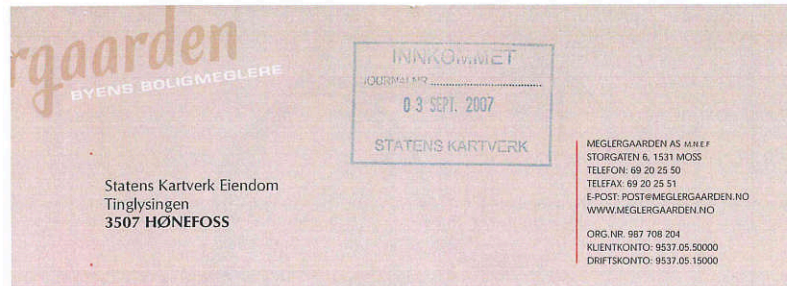 rgaarden
BYENS BOLIGMEGLERE
INNKOMMET
JOURNALNR.
03 SEPT. 2007
STATENS KARTVERK
Statens Kartverk Eiendom
Tinglysingen
3507 HØNEFOSS
MEGLERGAARDEN AS M.N.E.F
STORGATEN 6, 1531 MOSS
TELEFON: 69 20 25 50
TELEFAX: 69 20 25 51
E-POST: POST@MEGLERGAARDEN.NO
WWW.MEGLERGAARDEN.NO
ORG.NR. 987 708 204
KLIENTKONTO: 9537.05.50000
DRIFTSKONTO: 9537.05.15000